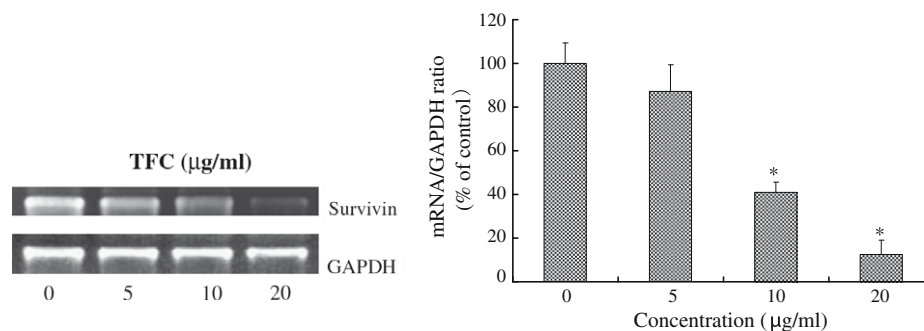 TFC (μg/ml)
Survivin
GAPDH
0 5 10 20
mRNA/GAPDH ratio
(% of control)
120
100
80
60
40
20
0
*
*
0 5 10 20
Concentration (μg/ml)